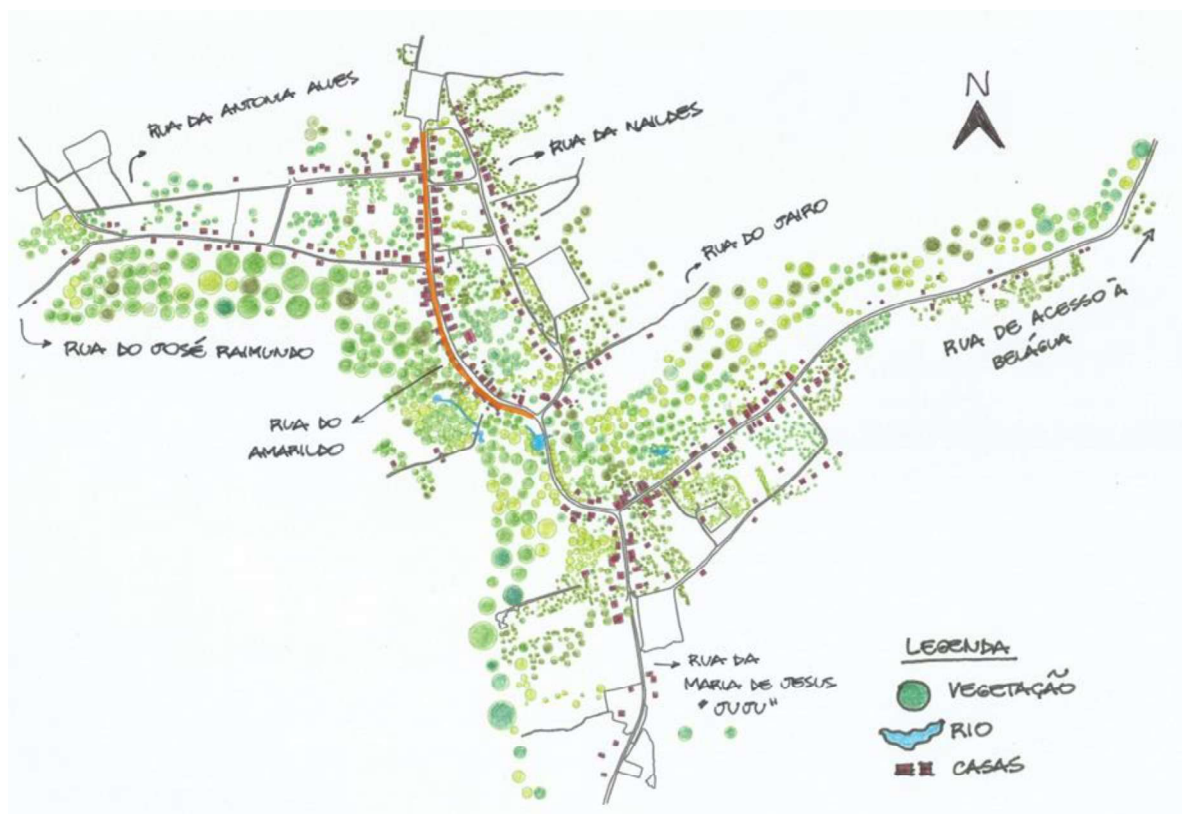 RUA DA ANTONIA ALVES
RUA DA NAILDES
N
RUA DO JAIRO
RUA DE ACESSO À
BELÁGUA
RUA DO JOSÉ RAIMUNDO
RUA DO
AMARILDO
RUA DA
MARIA DE JESUS
"JUJU"
LEGENDA
VEGETAÇÃO
RIO
CASAS